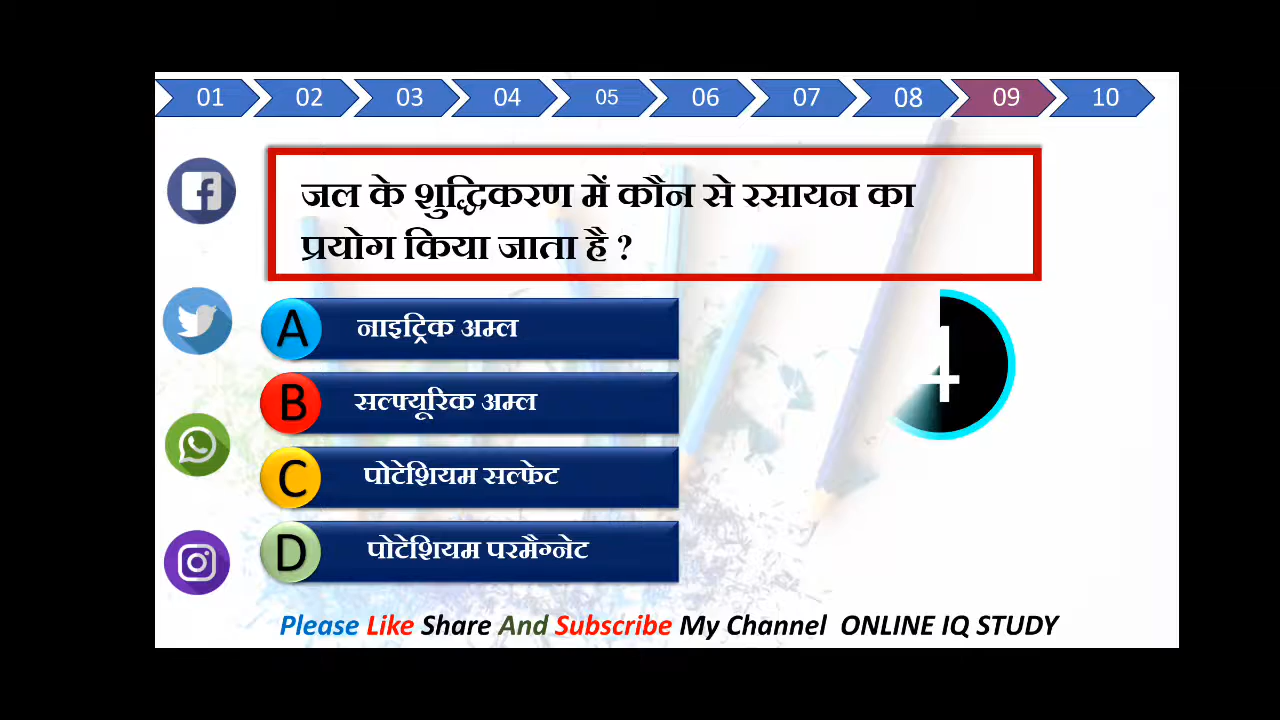 01 02 03 04 05 06 07 08 09 10
जल के शुद्धिकरण में कौन से रसायन का
प्रयोग किया जाता है ?
A नाइट्रिक अम्ल
4
B सल्फ्यूरिक अम्ल
C पोटेशियम सल्फेट
D पोटेशियम परमैग्नेट
Please Like Share And Subscribe My Channel ONLINE IQ STUDY